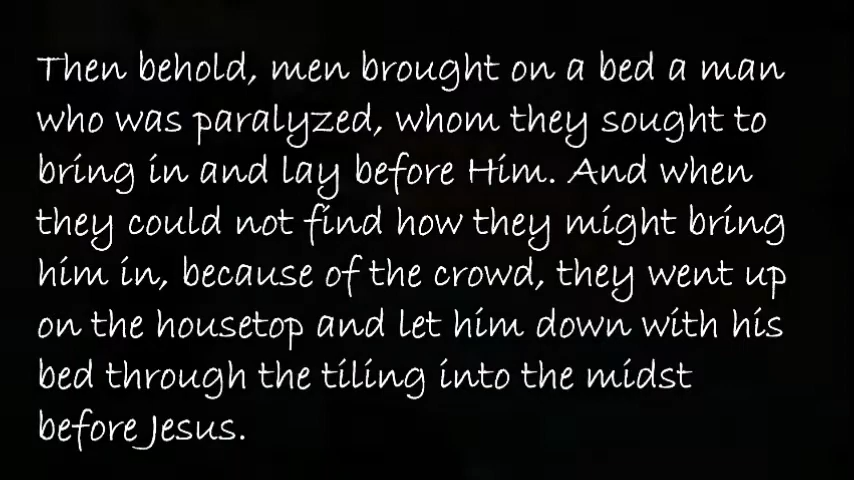 Then behold, men brought on a bed a man
who was paralyzed, whom they sought to
bring in and lay before Him. And when
they could not find how they might bring
him in, because of the crowd, they went up
on the housetop and let him down with his
bed through the tiling into the midst
before Jesus.